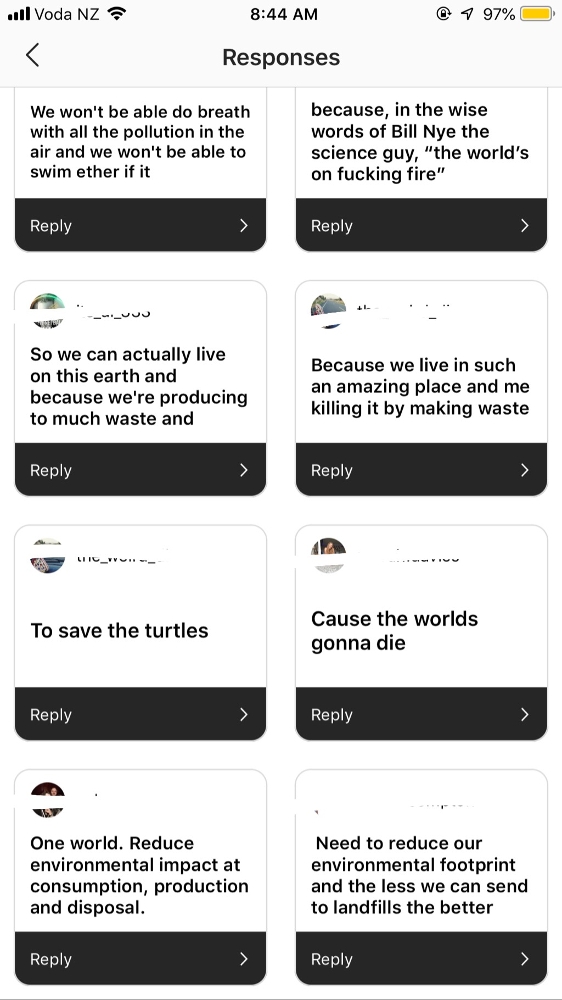 Voda NZ 8:44 AM 97%
Responses
We won't be able do breath
with all the pollution in the
air and we won't be able to
swim ether if it
Reply
because, in the wise
words of Bill Nye the
science guy, “the world’s
on fucking fire”
Reply
So we can actually live
on this earth and
because we're producing
to much waste and
Reply
Because we live in such
an amazing place and me
killing it by making waste
Reply
To save the turtles
Reply
Cause the worlds
gonna die
Reply
One world. Reduce
environmental impact at
consumption, production
and disposal.
Reply
Need to reduce our
environmental footprint
and the less we can send
to landfills the better
Reply